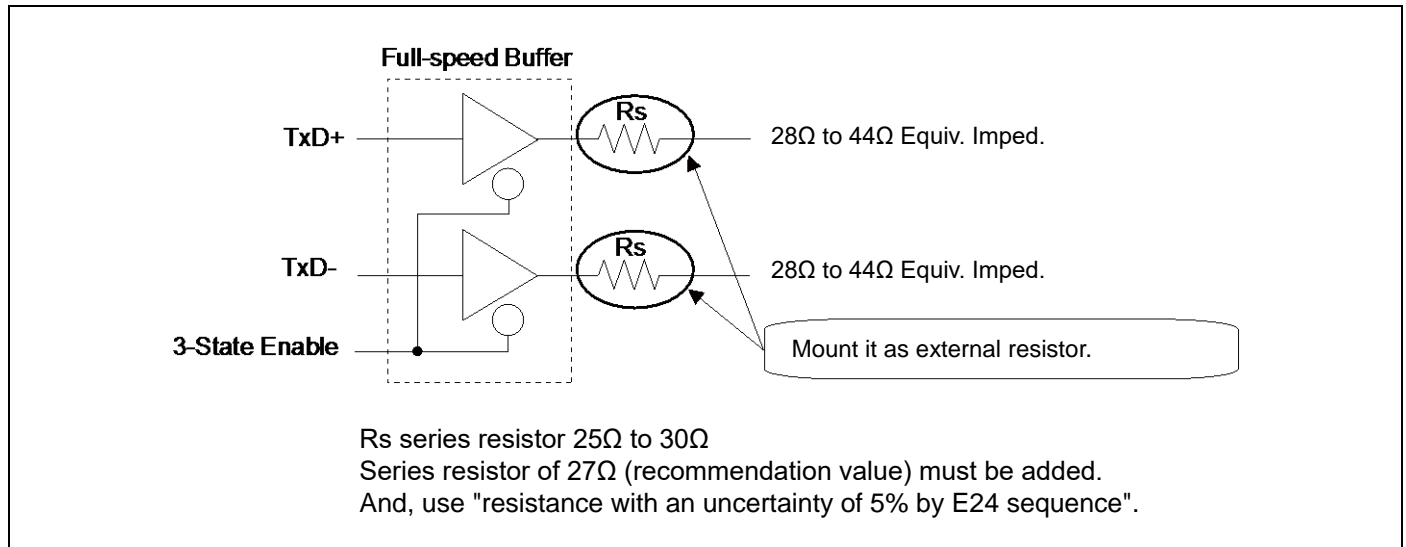 Full-speed Buffer
Rs
TxD+
28Ω to 44Ω Equiv. Imped.
Rs
TxD-
28Ω to 44Ω Equiv. Imped.
3-State Enable
Mount it as external resistor.
Rs series resistor 25Ω to 30Ω
Series resistor of 27Ω (recommendation value) must be added.
And, use "resistance with an uncertainty of 5% by E24 sequence".